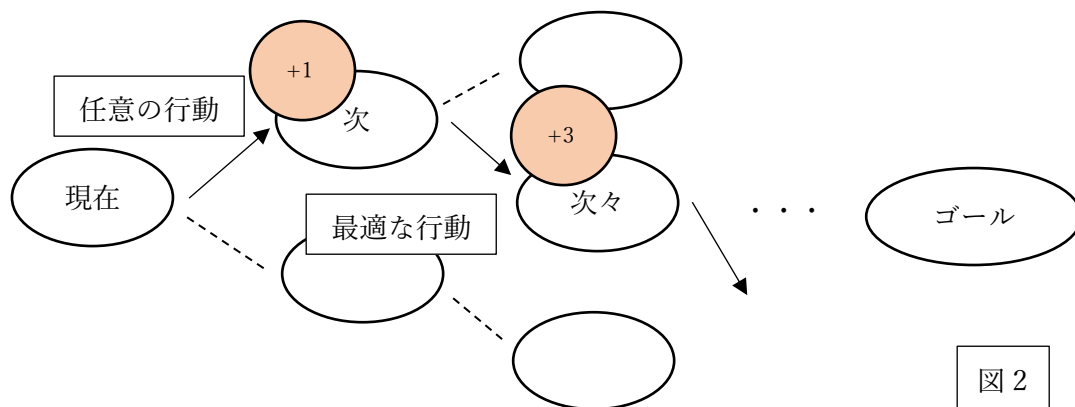 +1
任意の行動
次
+3
現在
次々
最適な行動
・・・
ゴール
図 2